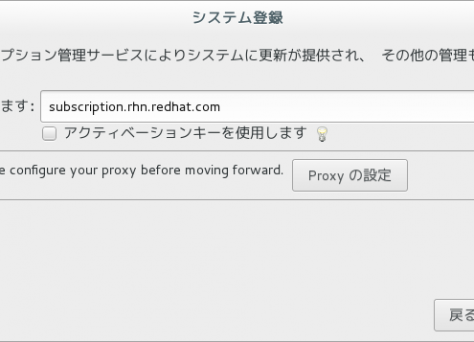 システム登録
プション管理サービスによりシステムに更新が提供され、 その他の管理も
ます: subscription.rhn.redhat.com
アクティベーションキーを使用します
e configure your proxy before moving forward. Proxy の設定
戻る